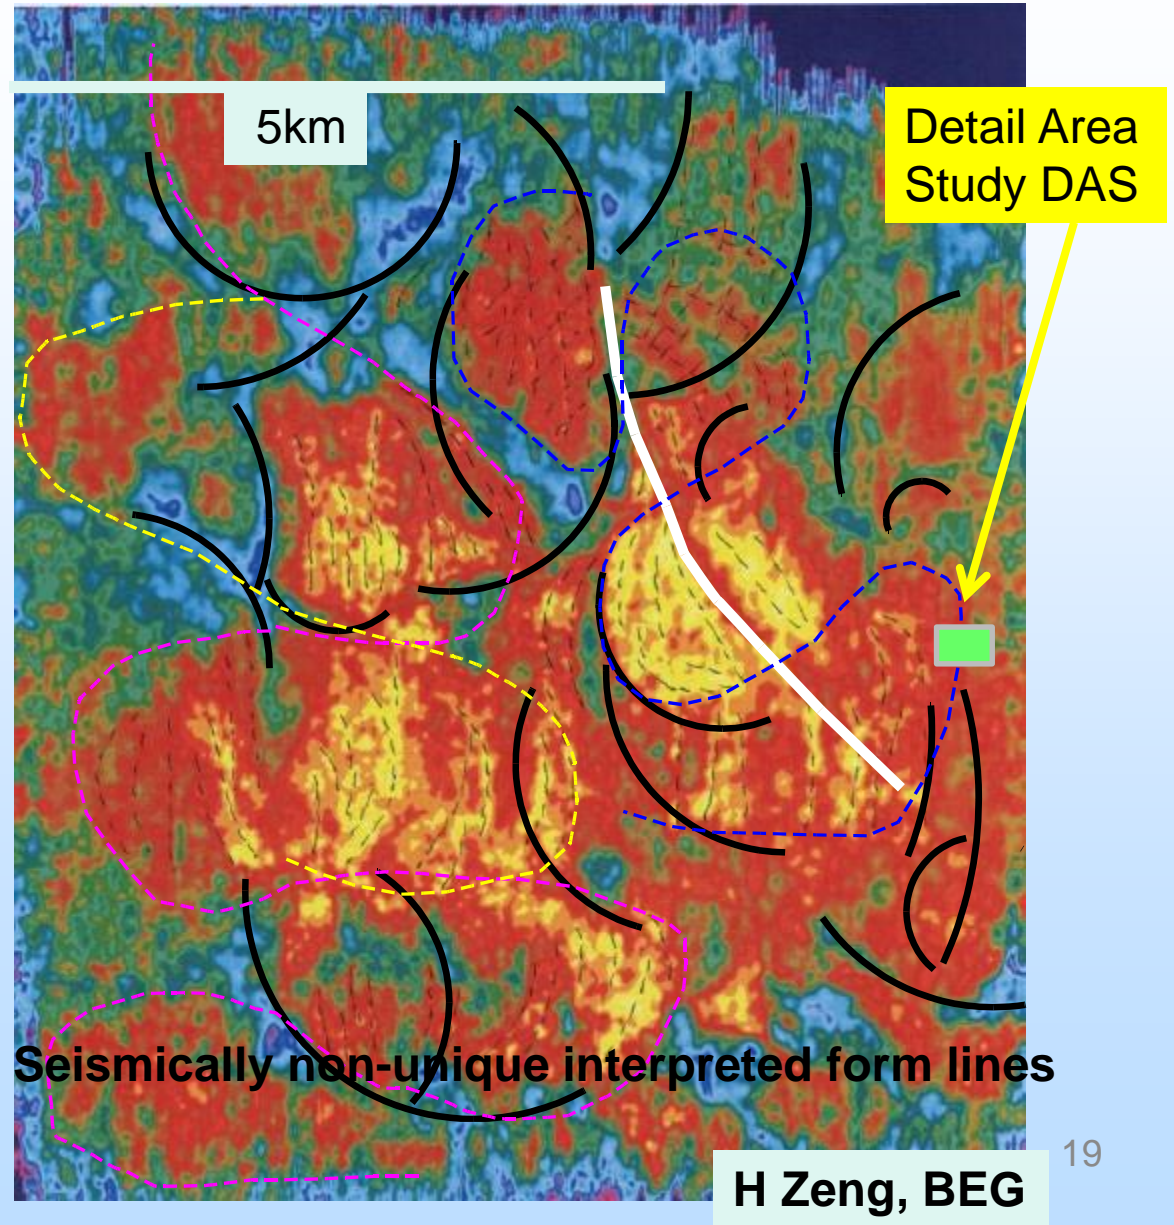 5km
Detail Area
Study DAS
Seismically non-unique interpreted form lines
19
H Zeng, BEG